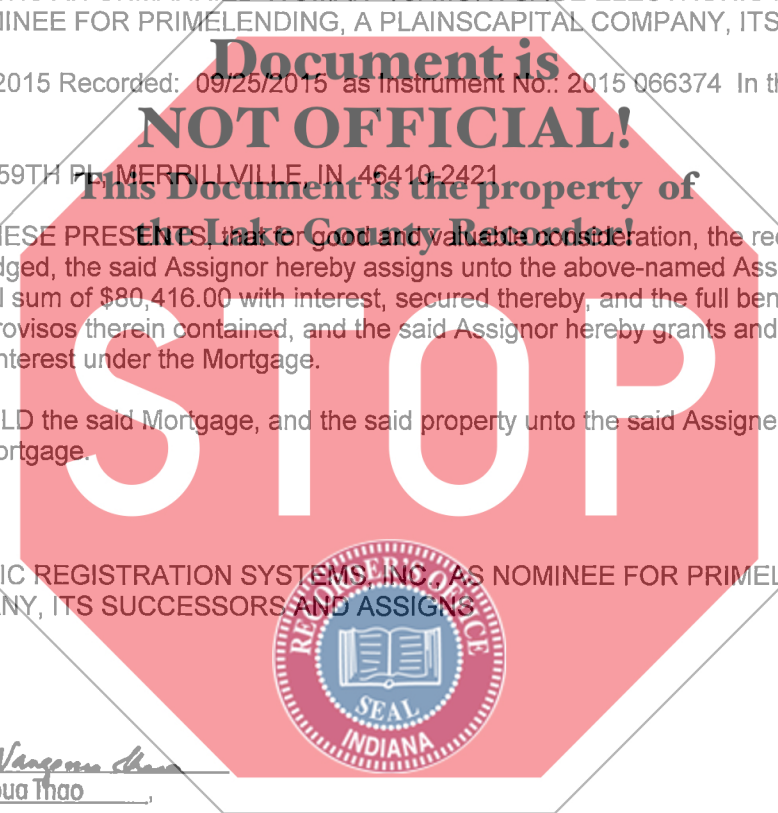 MINEE FOR PRIMELENDING, A PLAINSCAPITAL COMPANY, ITS
Document is
2015 Recorded: 09/25/2015 as Instrument No.: 2015 066374 In th
NOT OFFICIAL!
59TH PL, MERRILLVILLE, IN 46410-2421
This Document is the property of
the Lake County Recorder!
ESE PRESENTS, that for good and valuable consideration, the rec
dged, the said Assignor hereby assigns unto the above-named Ass
l sum of $80,416.00 with interest, secured thereby, and the full ben
rovisos therein contained, and the said Assignor hereby grants and
nterest under the Mortgage.
STOP
LD the said Mortgage, and the said property unto the said Assigne
ortgage.
IC REGISTRATION SYSTEMS, INC., AS NOMINEE FOR PRIMEL
NY, ITS SUCCESSORS AND ASSIGNS
RECORDER'S OFFICE
SEAL
INDIANA
ua Thao